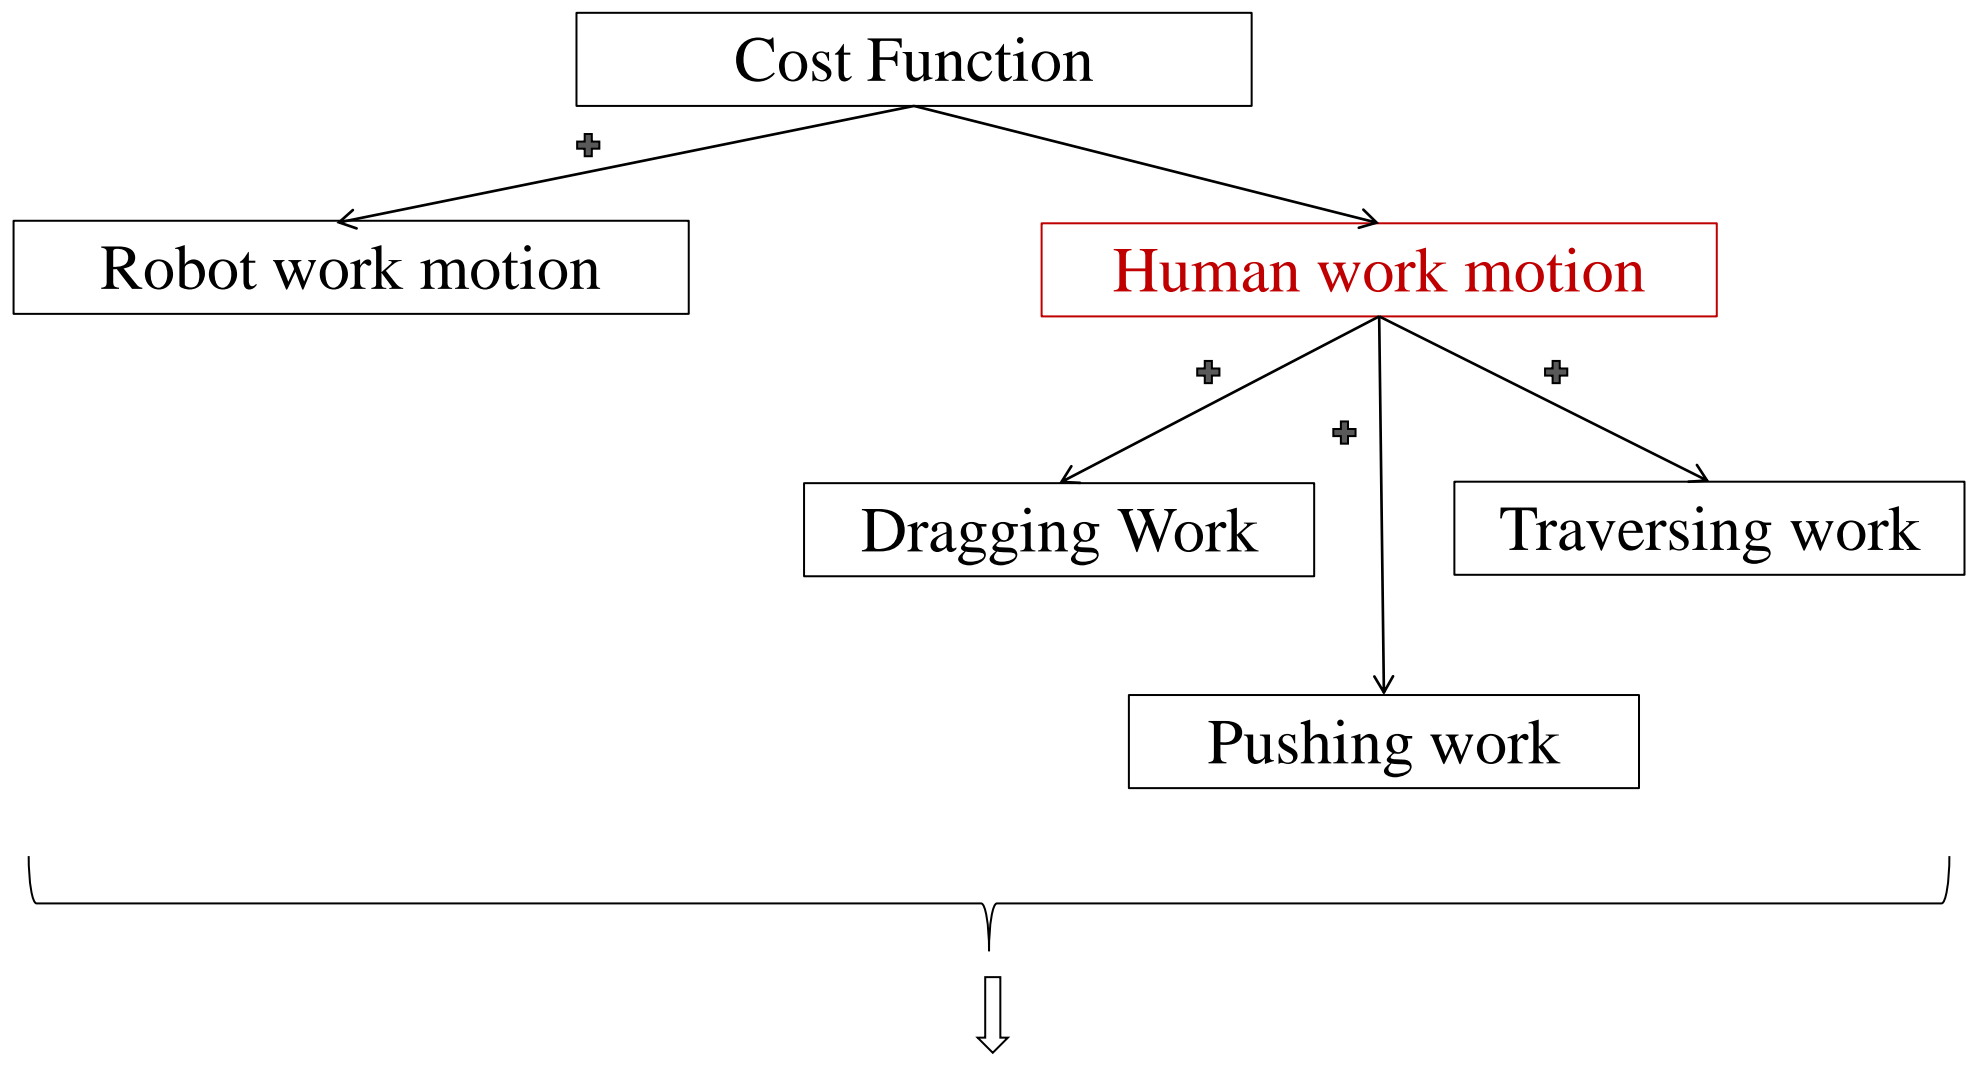 Cost Function
Robot work motion
Human work motion
Dragging Work
Traversing work
Pushing work